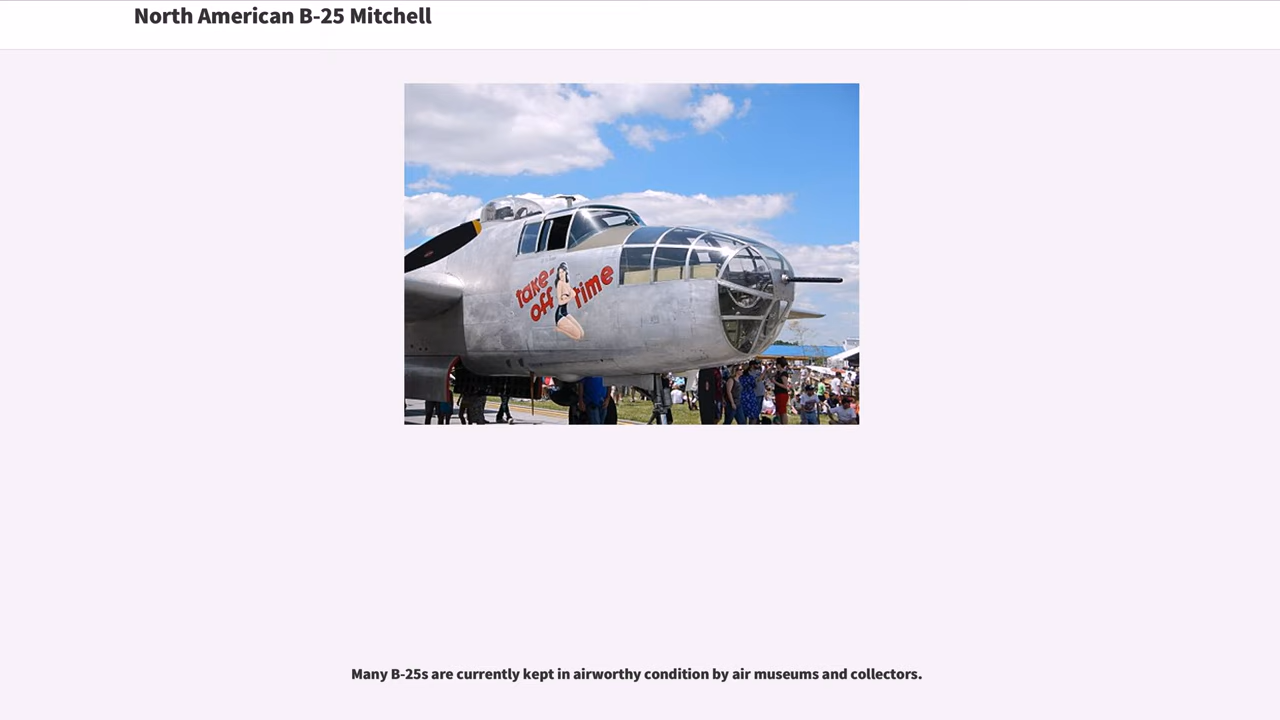 North American B-25 Mitchell
take-
off time
Many B-25s are currently kept in airworthy condition by air museums and collectors.